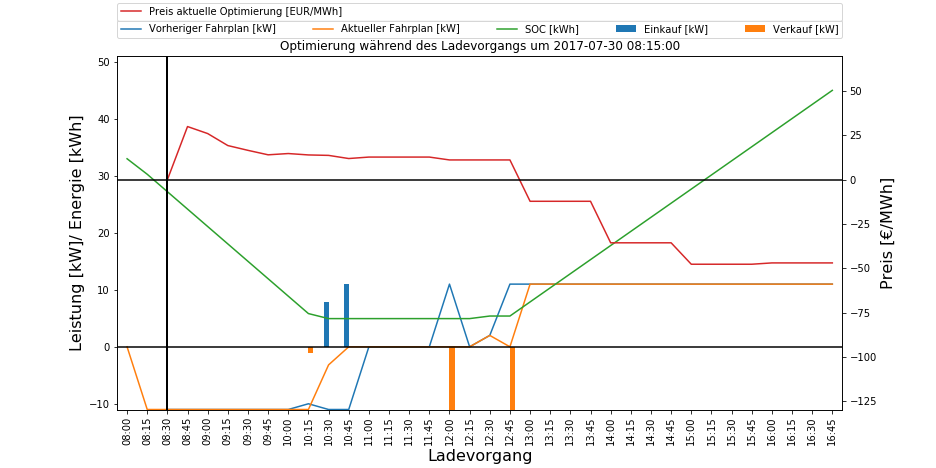 Preis aktuelle Optimierung [EUR/MWh]
Vorheriger Fahrplan [kW] Aktueller Fahrplan [kW] SOC [kWh] Einkauf [kW] Verkauf [kW]
Optimierung während des Ladevorgangs um 2017-07-30 08:15:00
Leistung [kW]/ Energie [kWh]
50
40
30
20
10
0
−10
Preis [€/MWh]
50
25
0
−25
−50
−75
−100
−125
08:00 08:15 08:30 08:45 09:00 09:15 09:30 09:45 10:00 10:15 10:30 10:45 11:00 11:15 11:30 11:45 12:00 12:15 12:30 12:45 13:00 13:15 13:30 13:45 14:00 14:15 14:30 14:45 15:00 15:15 15:30 15:45 16:00 16:15 16:30 16:45
Ladevorgang